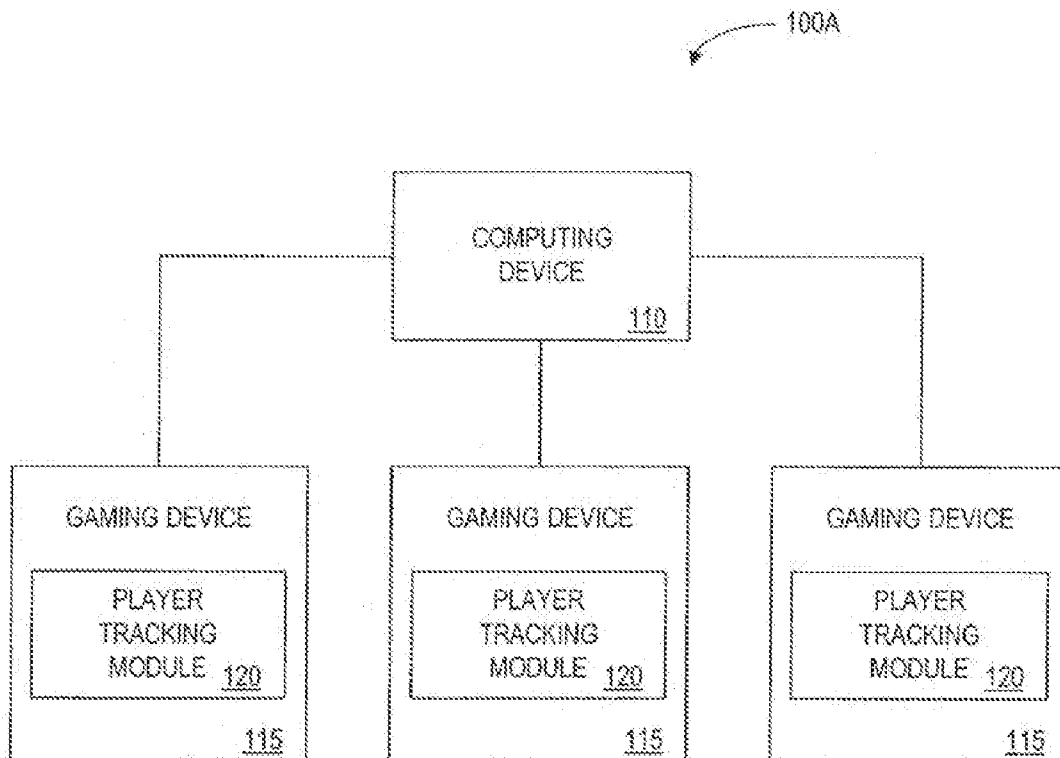 100A
COMPUTING
DEVICE
110
GAMING DEVICE
PLAYER
TRACKING
MODULE 120
115
GAMING DEVICE
PLAYER
TRACKING
MODULE 120
115
GAMING DEVICE
PLAYER
TRACKING
MODULE 120
115